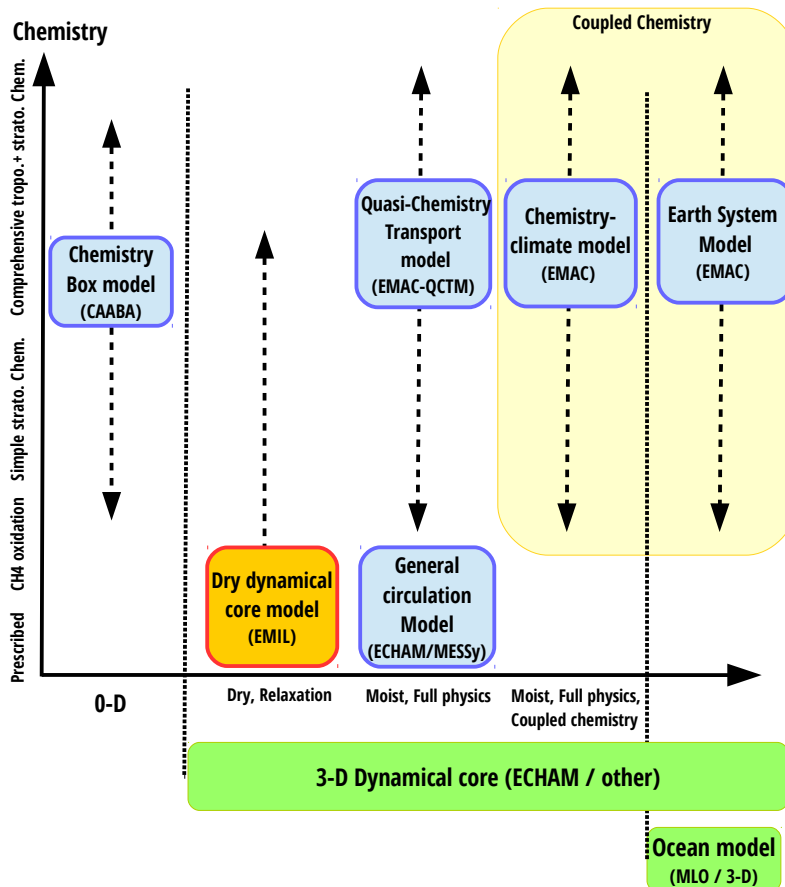 Chemistry
Coupled Chemistry
Comprehensive tropo.+ strato. Chem.
Simple strato. Chem.
CH4 oxidation
Prescribed
Chemistry
Box model
(CAABA)
Quasi-Chemistry
Transport
model
(EMAC-QCTM)
Chemistry-
climate model
(EMAC)
Earth System
Model
(EMAC)
Dry dynamical
core model
(EMIL)
General
circulation
Model
(ECHAM/MESSy)
0-D
Dry, Relaxation
Moist, Full physics
Moist, Full physics,
Coupled chemistry
3-D Dynamical core (ECHAM / other)
Ocean model
(MLO / 3-D)